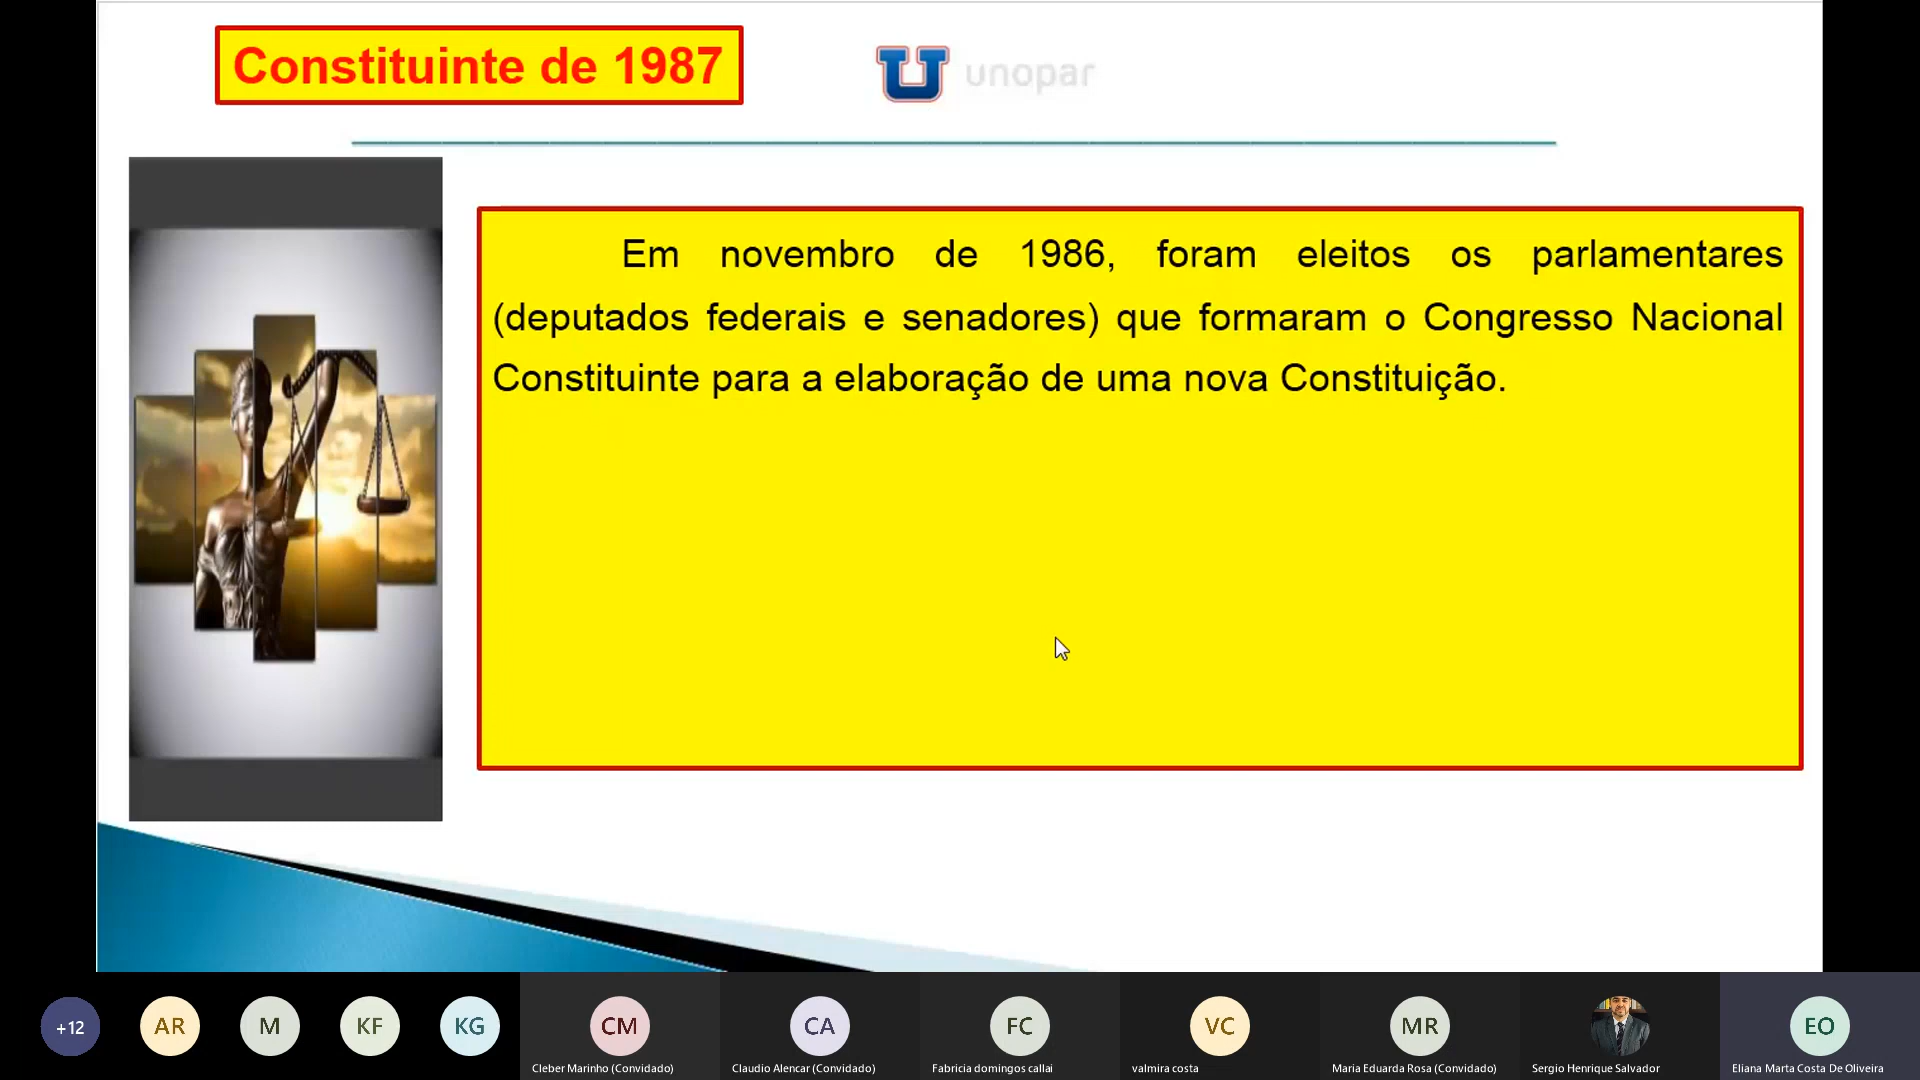 Constituinte de 1987
unopar
Em novembro de 1986, foram eleitos os parlamentares
(deputados federais e senadores) que formaram o Congresso Nacional
Constituinte para a elaboração de uma nova Constituição.
+12
AR
M
KF
KG
CM
CA
FC
VC
MR
EO
Cleber Marinho (Convidado)
Claudio Alencar (Convidado)
Fabricia domingos callai
valmira costa
Maria Eduarda Rosa (Convidado)
Sergio Henrique Salvador
Eliana Marta Costa De Oliveira